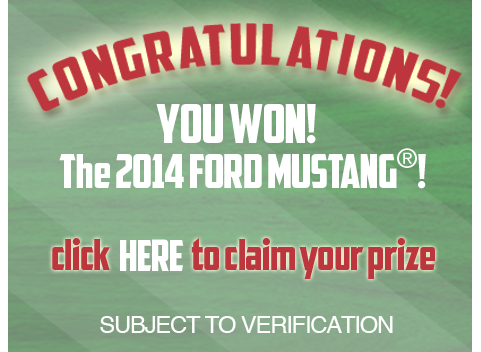 CONGRATULATIONS!
YOU WON!
The 2014 FORD MUSTANG®!
click HERE to claim your prize
SUBJECT TO VERIFICATION